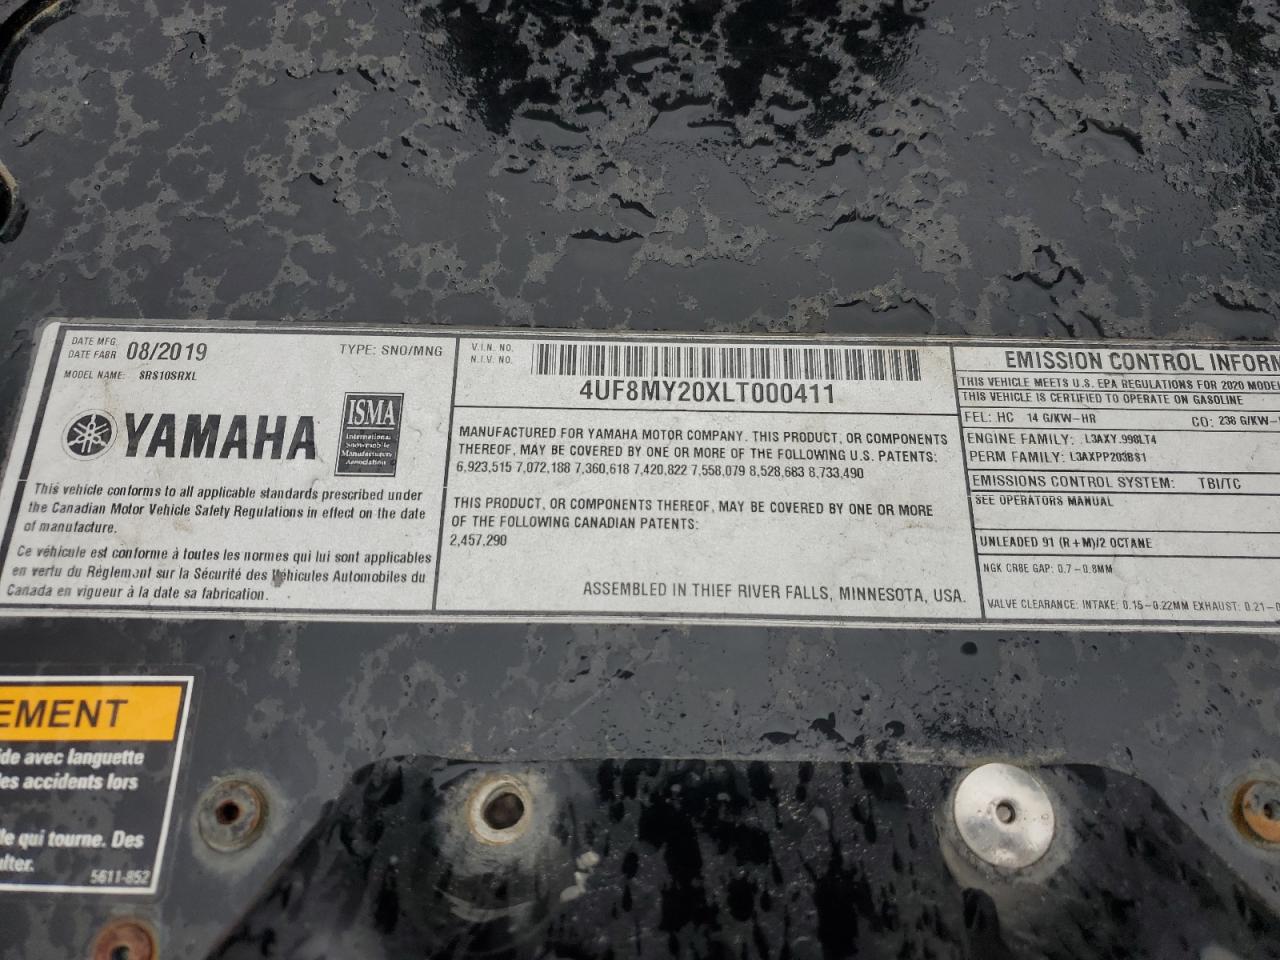 DATE MFG.
DATE FABR 08/2019
TYPE: SNO/MNG
MODEL NAME: SRS10SRXL
YAMAHA
ISMA
International
Snowmobile
Manufacturers
Association
This vehicle conforms to all applicable standards prescribed under
the Canadian Motor Vehicle Safety Regulations in effect on the date
of manufacture.
Ce véhicule est conforme à toutes les normes qui lui sont applicables
en vertu du Règlement sur la Sécurité des Véhicules Automobiles du
Canada en vigueur à la date sa fabrication.
V.I.N. NO.
N.I.V. NO.
4UF8MY20XLT000411
MANUFACTURED FOR YAMAHA MOTOR COMPANY. THIS PRODUCT, OR COMPONENTS
THEREOF, MAY BE COVERED BY ONE OR MORE OF THE FOLLOWING U.S. PATENTS:
6,923,515 7,072,188 7,360,618 7,420,822 7,558,079 8,528,683 8,733,490
THIS PRODUCT, OR COMPONENTS THEREOF, MAY BE COVERED BY ONE OR MORE
OF THE FOLLOWING CANADIAN PATENTS:
2,457,290
ASSEMBLED IN THIEF RIVER FALLS, MINNESOTA, USA.
EMISSION CONTROL INFORM
THIS VEHICLE MEETS U.S. EPA REGULATIONS FOR 2020 MODEL
THIS VEHICLE IS CERTIFIED TO OPERATE ON GASOLINE
FEL: HC 14 G/KW-HR CO: 238 G/KW-
ENGINE FAMILY: L3AXY.998LT4
PERM FAMILY: L3AXPP203BS1
EMISSIONS CONTROL SYSTEM: TBI/TC
SEE OPERATORS MANUAL
UNLEADED 91 (R+M)/2 OCTANE
NGK CR8E GAP: 0.7-0.8MM
VALVE CLEARANCE: INTAKE: 0.15-0.22MM EXHAUST: 0.21-0
EMENT
ide avec languette
les accidents lors
le qui tourne. Des
ulter.
5611-852